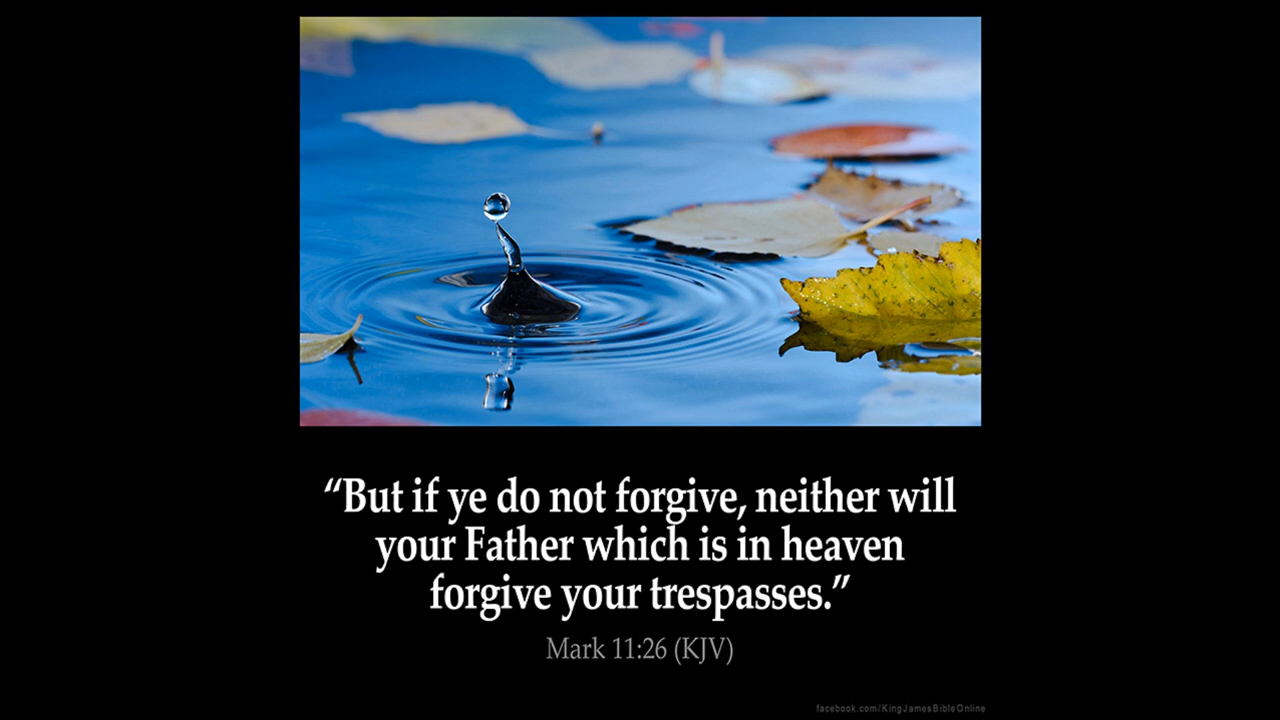 “But if ye do not forgive, neither will
your Father which is in heaven
forgive your trespasses.”
Mark 11:26 (KJV)
facebook.com/KingJamesBibleOnline